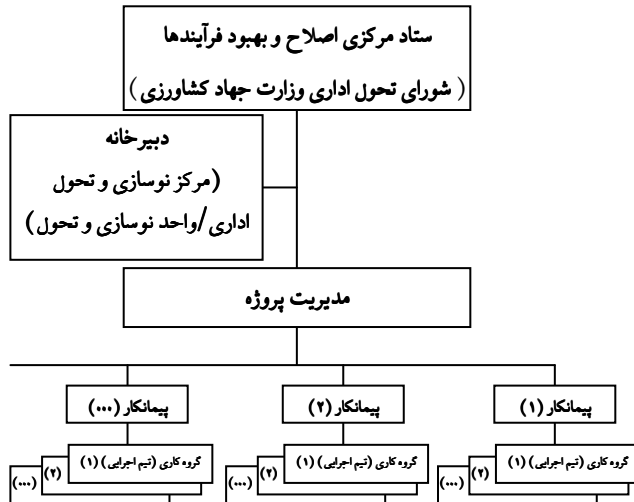 ستاد مرکزی اصلاح و بهبود فرآیندها
( شورای تحول اداری وزارت جهاد کشاورزی )
دبیرخانه
(مرکز نوسازی و تحول
اداری/واحد نوسازی و تحول)
مدیریت پروژه
پیمانکار (۱)
پیمانکار (۲)
پیمانکار (...)
گروه کاری (تیم اجرایی) (۱)
(۲)
(...)
گروه کاری (تیم اجرایی) (۱)
(۲)
(...)
گروه کاری (تیم اجرایی) (۱)
(۲)
(...)